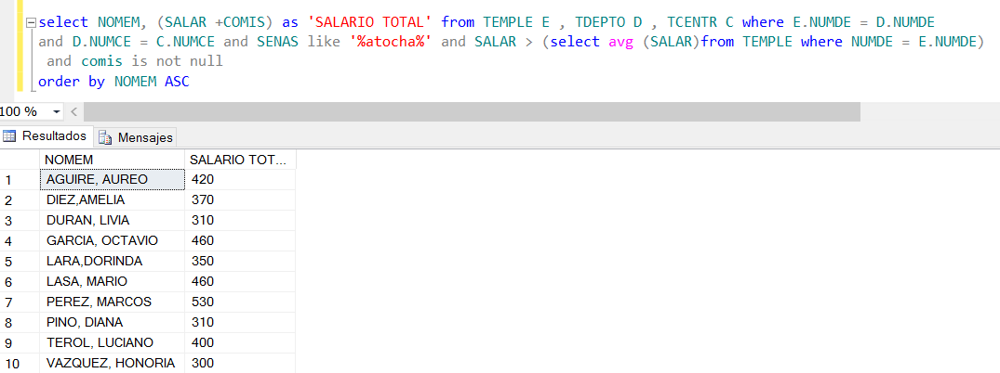 select NOMEM, (SALAR +COMIS) as 'SALARIO TOTAL' from TEMPLE E , TDEPTO D , TCENTR C where E.NUMDE = D.NUMDE
and D.NUMCE = C.NUMCE and SENAS like '%atocha%' and SALAR > (select avg (SALAR)from TEMPLE where NUMDE = E.NUMDE)
and comis is not null
order by NOMEM ASC
100 %
Resultados Mensajes
NOMEM SALARIO TOT...
1 AGUIRE, AUREO 420
2 DIEZ,AMELIA 370
3 DURAN, LIVIA 310
4 GARCIA, OCTAVIO 460
5 LARA,DORINDA 350
6 LASA, MARIO 460
7 PEREZ, MARCOS 530
8 PINO, DIANA 310
9 TEROL, LUCIANO 400
10 VAZQUEZ, HONORIA 300